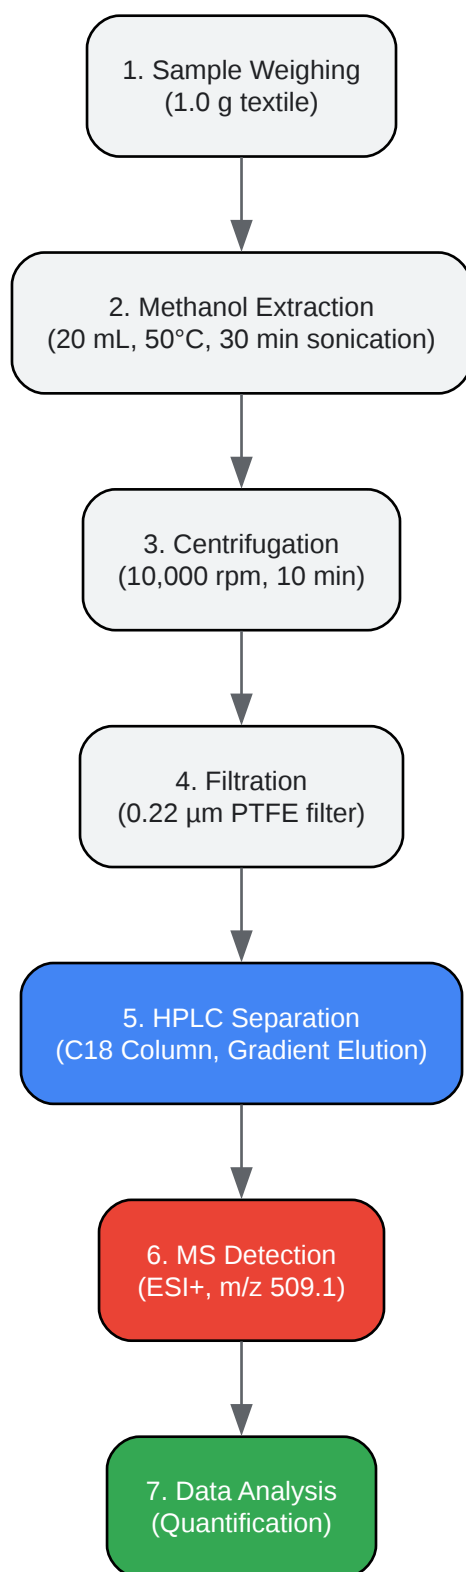 1. Sample Weighing
(1.0 g textile)
2. Methanol Extraction
(20 mL, 50°C, 30 min sonication)
3. Centrifugation
(10,000 rpm, 10 min)
4. Filtration
(0.22 µm PTFE filter)
5. HPLC Separation
(C18 Column, Gradient Elution)
6. MS Detection
(ESI+, m/z 509.1)
7. Data Analysis
(Quantification)